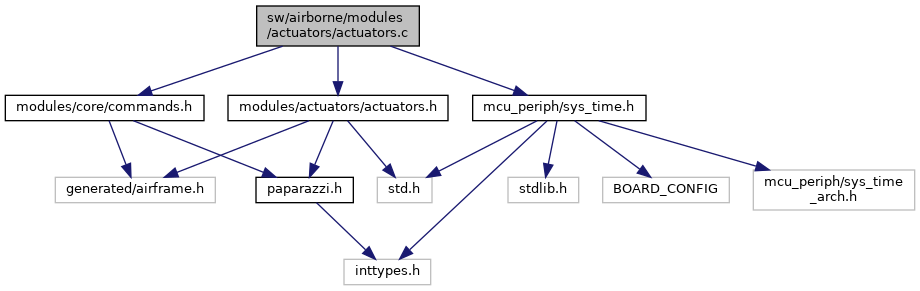 sw/airborne/modules
/actuators/actuators.c
modules/core/commands.h
modules/actuators/actuators.h
mcu_periph/sys_time.h
generated/airframe.h
paparazzi.h
std.h
stdlib.h
BOARD_CONFIG
mcu_periph/sys_time
_arch.h
inttypes.h